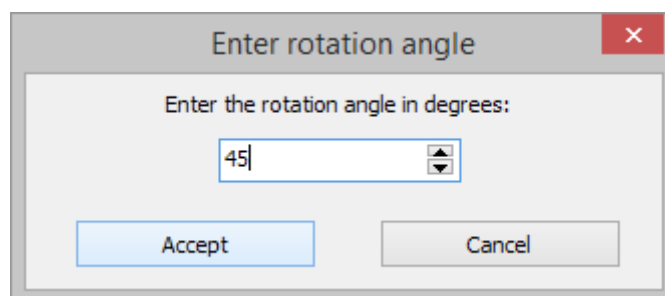 Enter rotation angle
Enter the rotation angle in degrees:
45
Accept Cancel